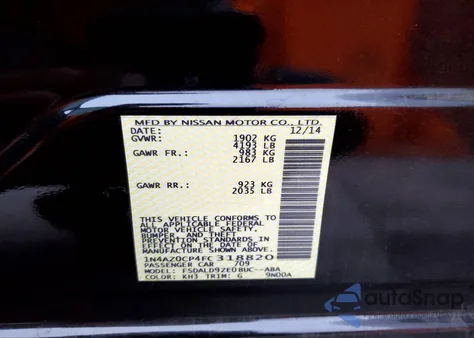 MFD BY NISSAN MOTOR CO., LTD.
DATE: 12/14
GVWR: 1902 KG
4193 LB
GAWR FR: 983 KG
2167 LB
GAWR RR: 923 KG
2035 LB
THIS VEHICLE CONFORMS TO
ALL APPLICABLE FEDERAL
MOTOR VEHICLE SAFETY,
BUMPER, AND THEFT
PREVENTION STANDARDS IN
EFFECT ON THE DATE OF
MANUFACTURE SHOWN ABOVE.
1N4AZ0CP4FC318820
PASSENGER CAR 709
MODEL: FSDALD9ZE0BUC--ABA
COLOR: KH3 TRIM: G 9N00A
autoSnap